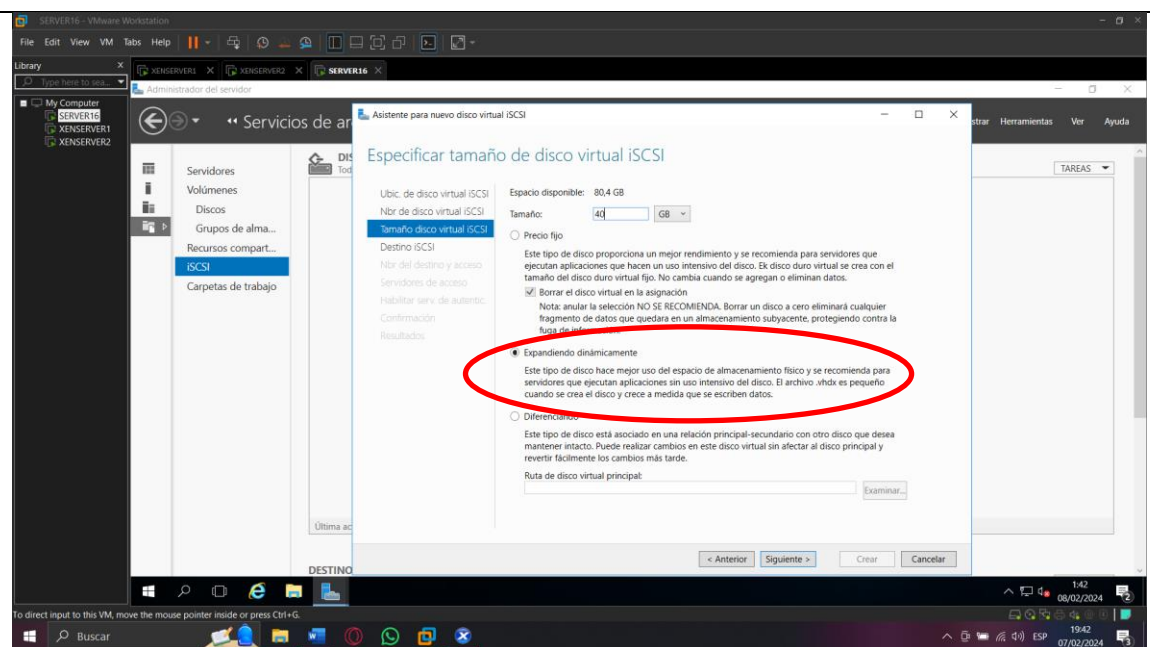 SERVER16 - VMware Workstation
File Edit View VM Tabs Help
Library X
Type here to sea...
My Computer
SERVER16
XENSERVER1
XENSERVER2
XENSERVER1 X XENSERVER2 X SERVER16 X
Administrador del servidor
Servicios de ar
strar Herramientas Ver Ayuda
Servidores
Volúmenes
Discos
Grupos de alma...
Recursos compart...
iSCSI
Carpetas de trabajo
DIS
Tod
TAREAS
Última ac
DESTINO
Asistente para nuevo disco virtual iSCSI
Especificar tamaño de disco virtual iSCSI
Ubic. de disco virtual iSCSI
Nbr de disco virtual iSCSI
Tamaño disco virtual iSCSI
Destino iSCSI
Nbr del destino y acceso
Servidores de acceso
Habilitar serv. de autentic.
Confirmación
Resultados
Espacio disponible: 80,4 GB
Tamaño: 40 GB
Precio fijo
Este tipo de disco proporciona un mejor rendimiento y se recomienda para servidores que
ejecutan aplicaciones que hacen un uso intensivo del disco. Ek disco duro virtual se crea con el
tamaño del disco duro virtual fijo. No cambia cuando se agregan o eliminan datos.
Borrar el disco virtual en la asignación
Nota: anular la selección NO SE RECOMIENDA. Borrar un disco a cero eliminará cualquier
fragmento de datos que quedara en un almacenamiento subyacente, protegiendo contra la
fuga de información.
Expandiendo dinámicamente
Este tipo de disco hace mejor uso del espacio de almacenamiento físico y se recomienda para
servidores que ejecutan aplicaciones sin uso intensivo del disco. El archivo .vhdx es pequeño
cuando se crea el disco y crece a medida que se escriben datos.
Diferenciando
Este tipo de disco está asociado en una relación principal-secundario con otro disco que desea
mantener intacto. Puede realizar cambios en este disco virtual sin afectar al disco principal y
revertir fácilmente los cambios más tarde.
Ruta de disco virtual principal:
Examinar...
< Anterior Siguiente > Crear Cancelar
1:42
08/02/2024
To direct input to this VM, move the mouse pointer inside or press Ctrl+G.
Buscar
ESP
19:42
07/02/2024